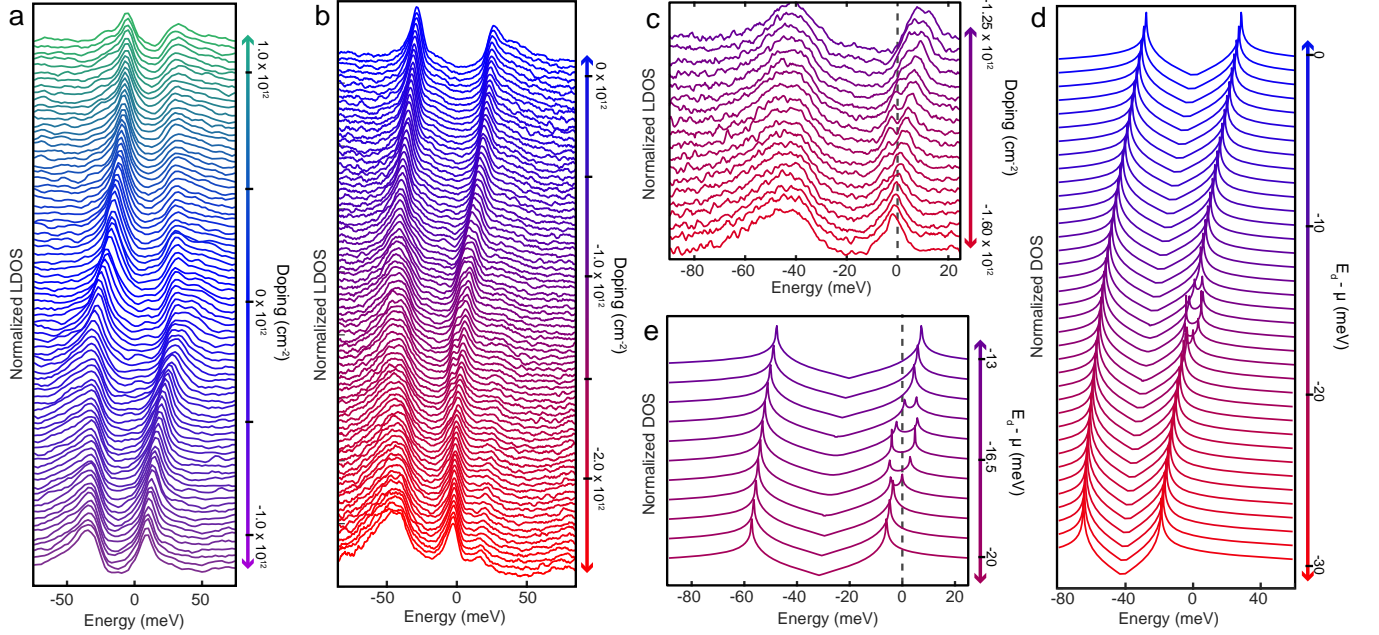 a
Normalized LDOS
1.0 x 10¹²
0 x 10¹²
-1.0 x 10¹²
Doping (cm⁻²)
-50
0
50
Energy (meV)
b
Normalized LDOS
0 x 10¹²
-1.0 x 10¹²
-2.0 x 10¹²
Doping (cm⁻²)
-50
0
50
Energy (meV)
c
Normalized LDOS
-1.25 x 10¹²
-1.60 x 10¹²
Doping (cm⁻²)
-80
-60
-40
-20
0
20
Energy (meV)
e
Normalized DOS
-13
-16.5
-20
E_d - μ (meV)
-80
-60
-40
-20
0
20
Energy (meV)
d
Normalized DOS
0
-10
-20
-30
E_d - μ (meV)
-80
-40
0
40
Energy (meV)